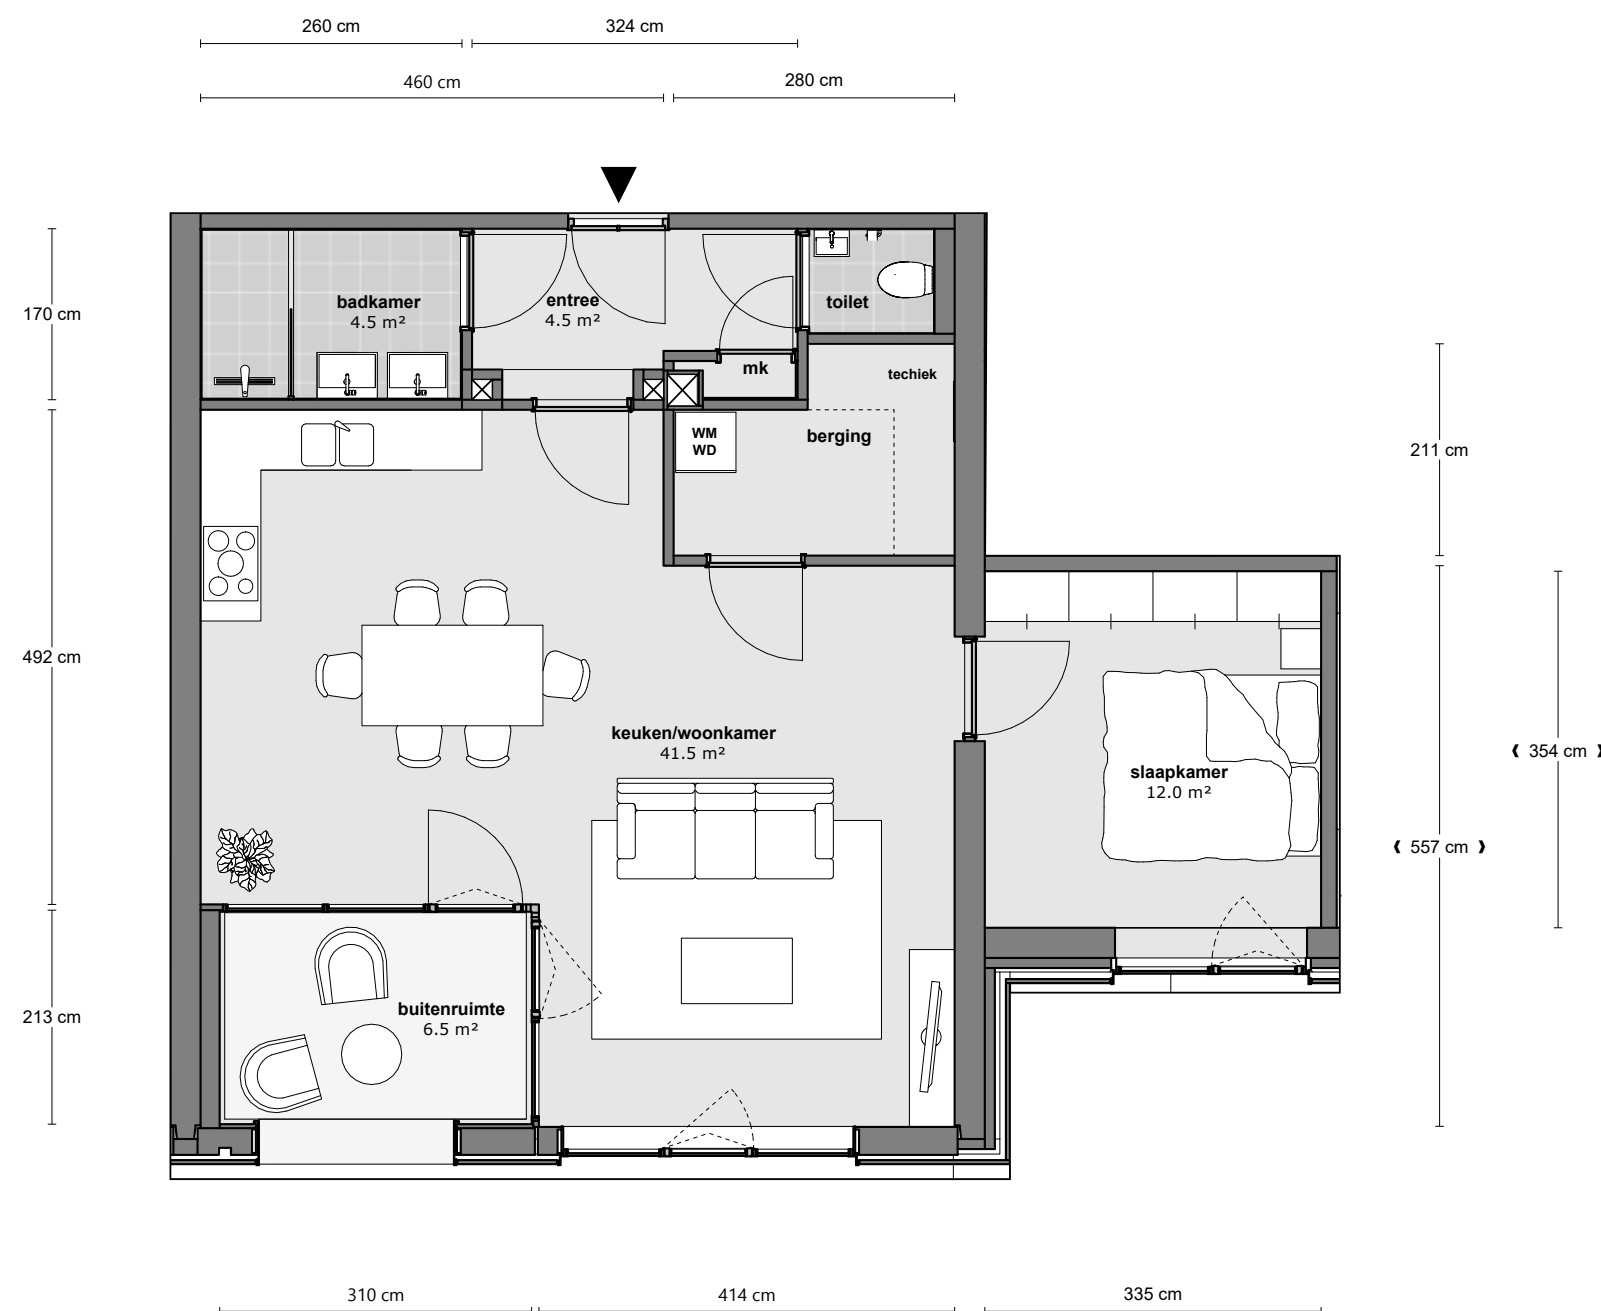 260 cm
324 cm
460 cm
280 cm
170 cm
badkamer
4.5 m²
entree
4.5 m²
toilet
mk
techiek
WM
WD
berging
211 cm
492 cm
keuken/woonkamer
41.5 m²
slaapkamer
12.0 m²
354 cm
557 cm
213 cm
buitenruimte
6.5 m²
310 cm
414 cm
335 cm